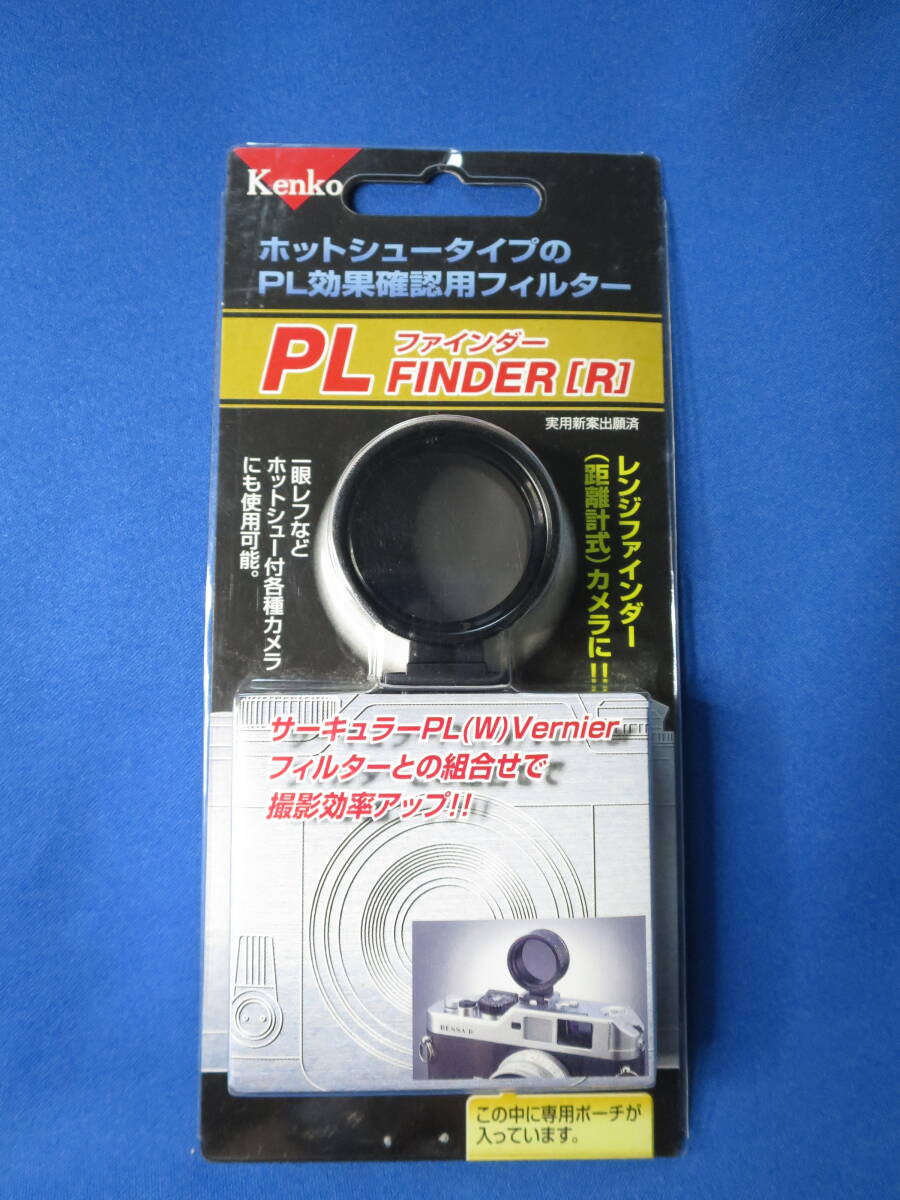 Kenko
ホットシュータイプの
PL効果確認用フィルター
PL ファインダー
FINDER [R]
実用新案出願済
レンジファインダー
(距離計式)カメラに!!
一眼レフなど
ホットシュー付各種カメラ
にも使用可能。
サーキュラーPL(W)Vernier
フィルターとの組合せで
撮影効率アップ!!
BESSA-R
この中に専用ポーチが
入っています。